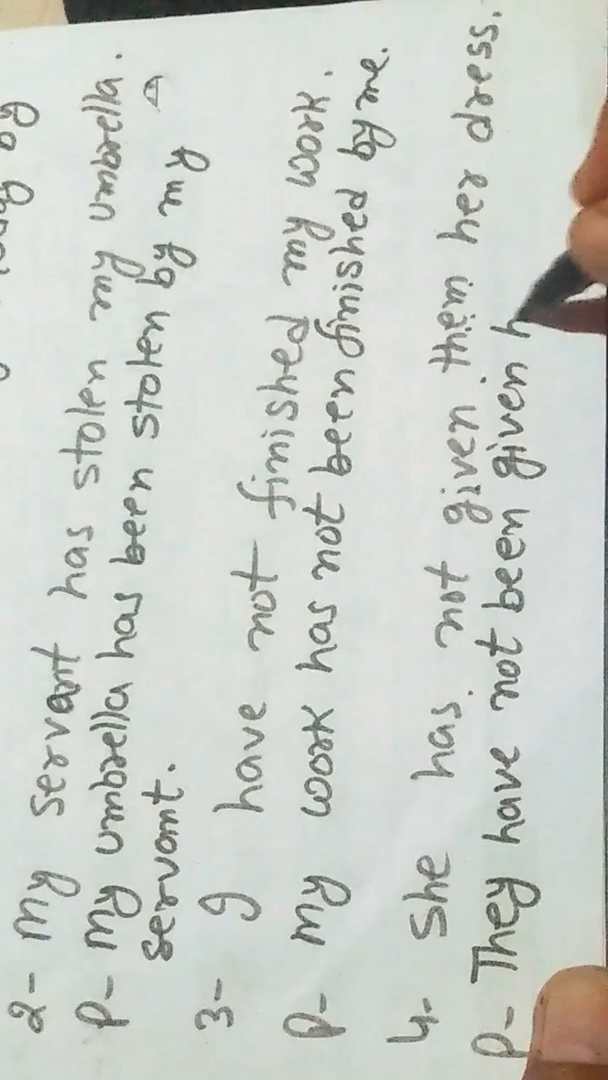 2- My servant has stolen my umbrella.
P- My umbrella has been stolen by my
servant.
3- I have not finished my work.
P- My work has not been finished by me.
4- She has not given them her dress.
P- They have not been given h